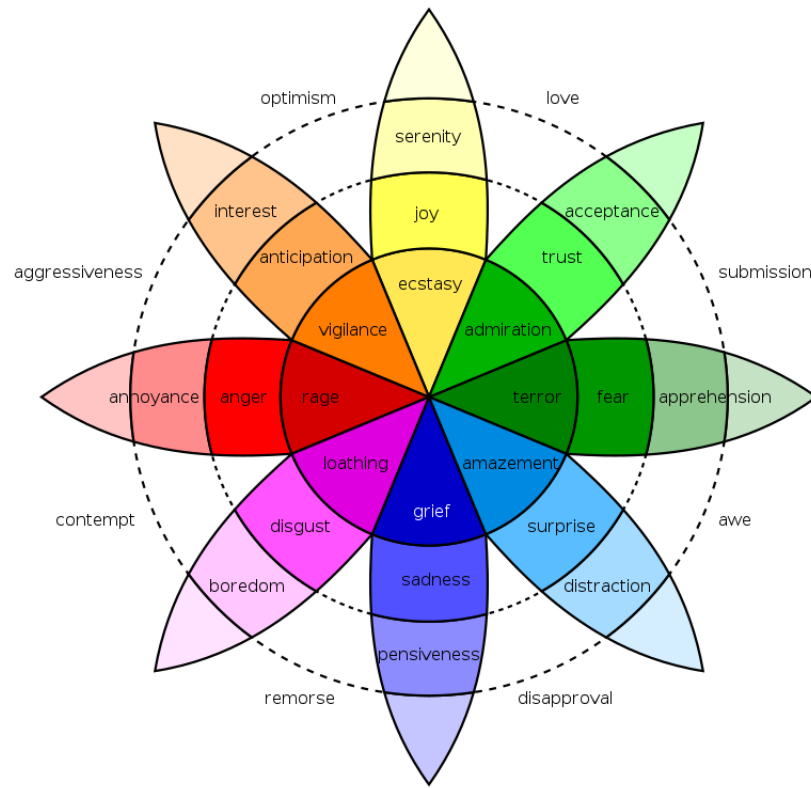 optimism
love
serenity
interest
acceptance
joy
anticipation
trust
aggressiveness
submission
ecstasy
vigilance
admiration
annoyance
anger
rage
terror
fear
apprehension
loathing
amazement
grief
contempt
disgust
surprise
awe
boredom
sadness
distraction
pensiveness
remorse
disapproval